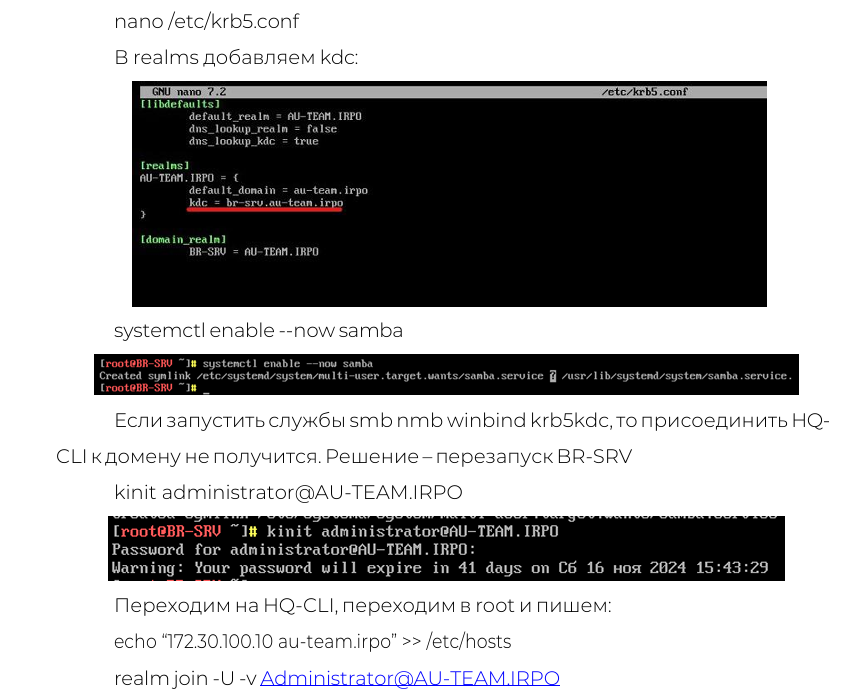 nano /etc/krb5.conf
В realms добавляем kdc:
GNU nano 7.2 /etc/krb5.conf
[libdefaults]
default_realm = AU-TEAM.IRPO
dns_lookup_realm = false
dns_lookup_kdc = true
[realms]
AU-TEAM.IRPO = {
default_domain = au-team.irpo
kdc = br-srv.au-team.irpo
}
[domain_realm]
BR-SRV = AU-TEAM.IRPO
systemctl enable --now samba
[root@BR-SRV ~]# systemctl enable --now samba
Created symlink /etc/systemd/system/multi-user.target.wants/samba.service ? /usr/lib/systemd/system/samba.service.
[root@BR-SRV ~]# _
Если запустить службы smb nmb winbind krb5kdc, то присоединить HQ-
CLI к домену не получится. Решение – перезапуск BR-SRV
kinit administrator@AU-TEAM.IRPO
[root@BR-SRV ~]# kinit administrator@AU-TEAM.IRPO
Password for administrator@AU-TEAM.IRPO:
Warning: Your password will expire in 41 days on Сб 16 ноя 2024 15:43:29
Переходим на HQ-CLI, переходим в root и пишем:
echo “172.30.100.10 au-team.irpo” >> /etc/hosts
realm join -U -v Administrator@AU-TEAM.IRPO